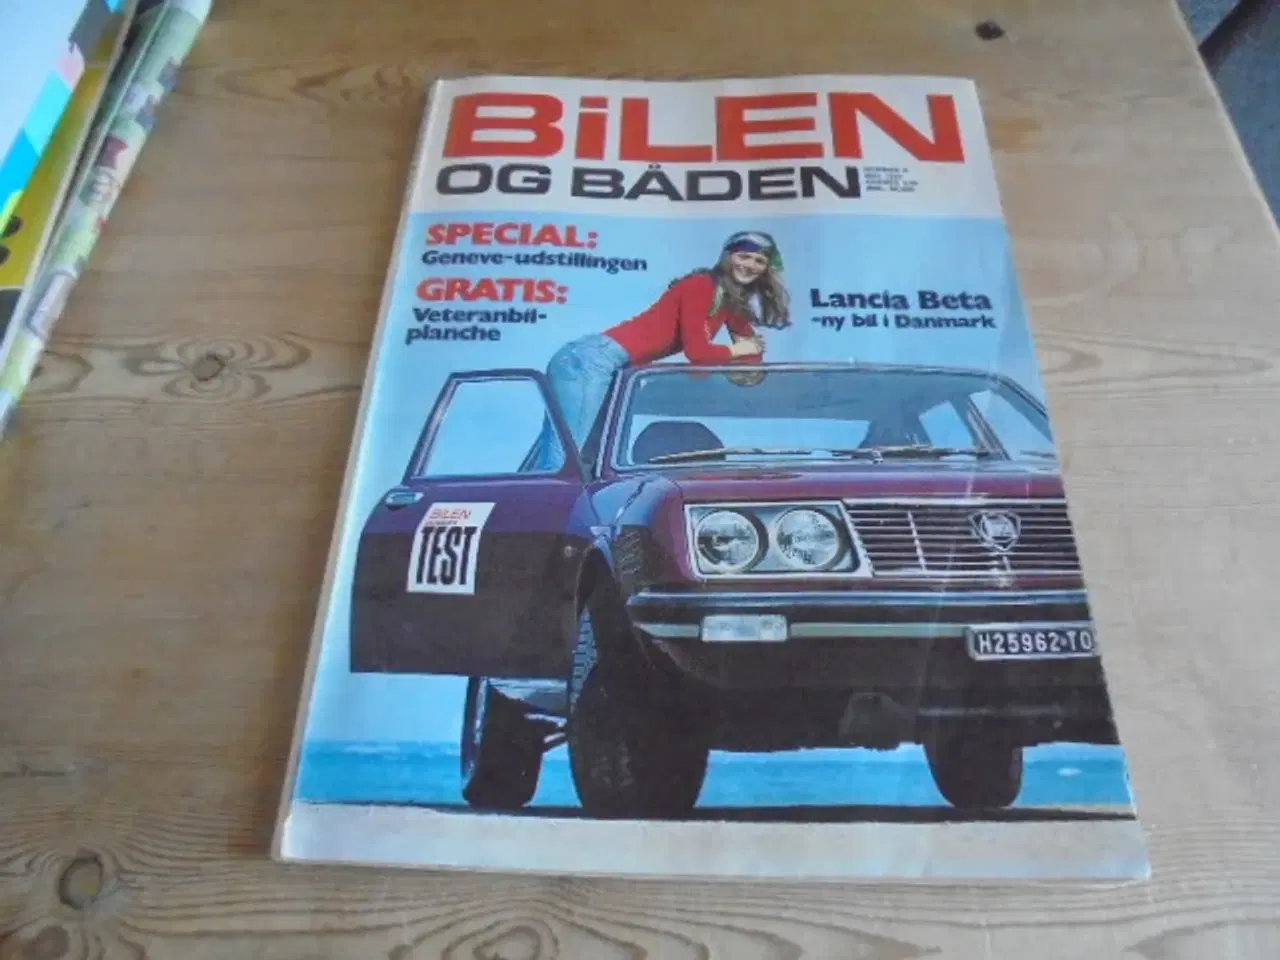 BiLEN
OG BÅDEN
SPECIAL:
Geneve-udstillingen
GRATIS:
Veteranbil-
planche
Lancia Beta
-ny bil i Danmark
BiLEN
TEST
H25962 TO